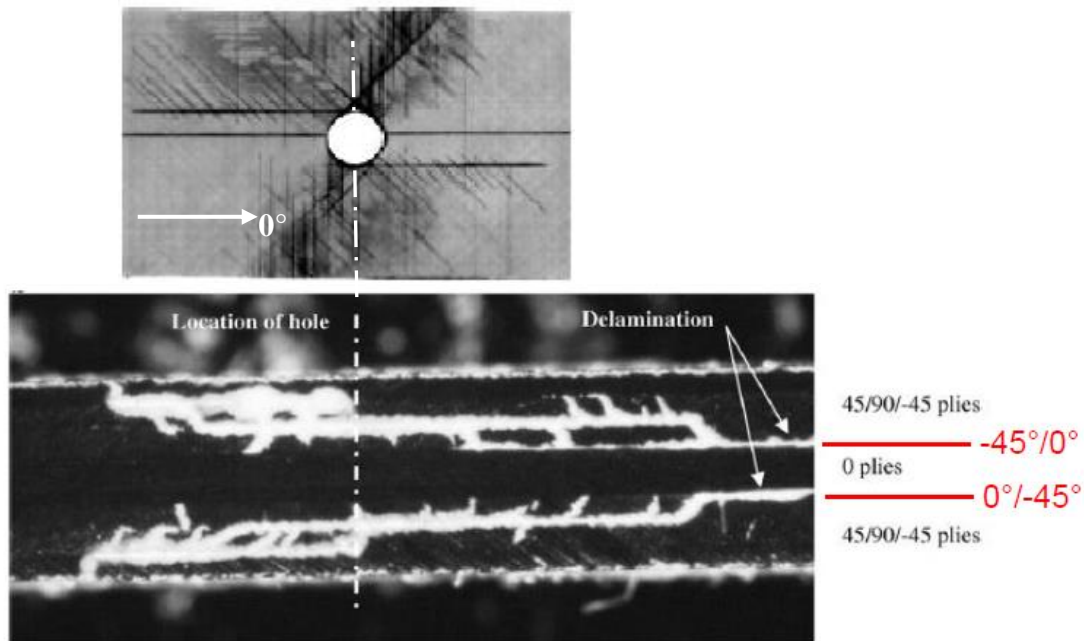 0°
Location of hole
Delamination
45/90/-45 plies
-45°/0°
0 plies
0°/-45°
45/90/-45 plies